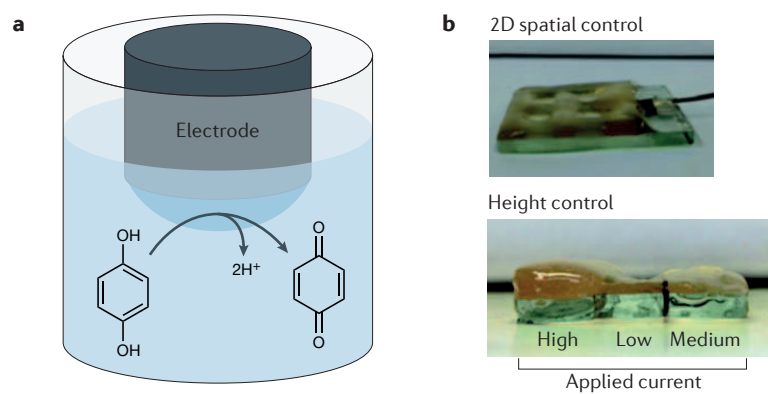 a
Electrode
OH
OH
2H⁺
O
O
b
2D spatial control
Height control
High Low Medium
Applied current